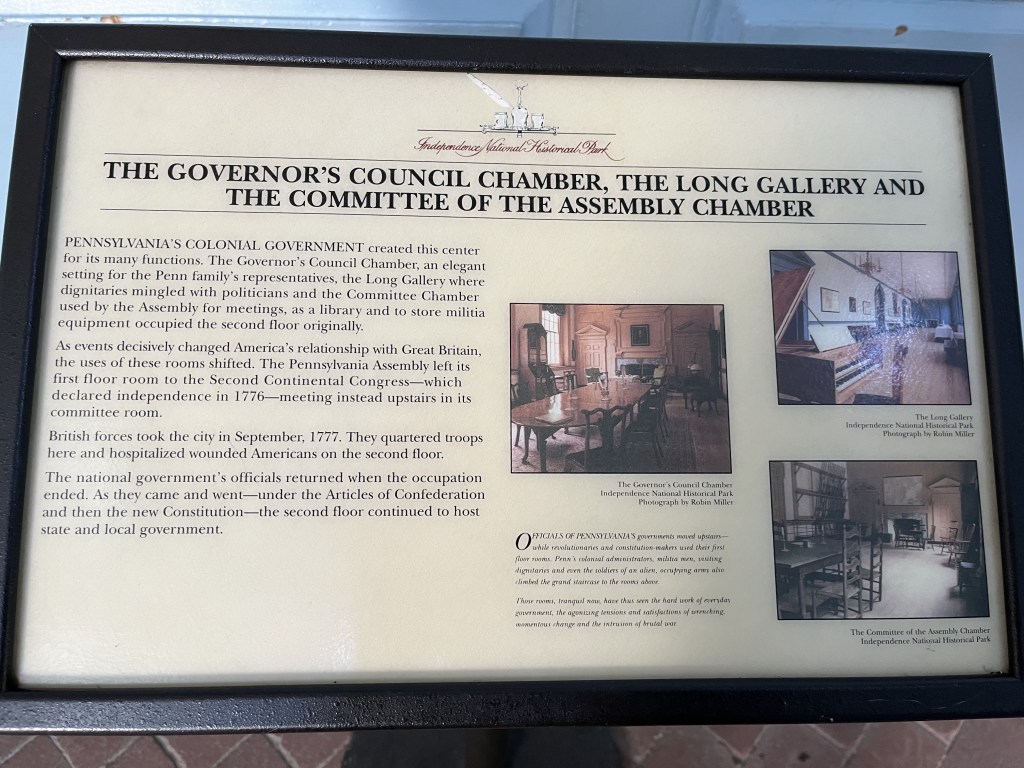 Independence National Historical Park
THE GOVERNOR'S COUNCIL CHAMBER, THE LONG GALLERY AND
THE COMMITTEE OF THE ASSEMBLY CHAMBER
PENNSYLVANIA'S COLONIAL GOVERNMENT created this center
for its many functions. The Governor's Council Chamber, an elegant
setting for the Penn family's representatives, the Long Gallery where
dignitaries mingled with politicians and the Committee Chamber
used by the Assembly for meetings, as a library and to store militia
equipment occupied the second floor originally.
As events decisively changed America's relationship with Great Britain,
the uses of these rooms shifted. The Pennsylvania Assembly left its
first floor room to the Second Continental Congress—which
declared independence in 1776—meeting instead upstairs in its
committee room.
British forces took the city in September, 1777. They quartered troops
here and hospitalized wounded Americans on the second floor.
The national government's officials returned when the occupation
ended. As they came and went—under the Articles of Confederation
and then the new Constitution—the second floor continued to host
state and local government.
The Governor's Council Chamber
Independence National Historical Park
Photograph by Robin Miller
OFFICIALS OF PENNSYLVANIA'S governments moved upstairs—
while revolutionaries and constitution-makers used their first
floor rooms. Penn's colonial administrators, militia men, visiting
dignitaries and even the soldiers of an alien, occupying army also
climbed the grand staircase to the rooms above.
These rooms, tranquil now, have thus seen the hard work of everyday
government, the agonizing tensions and satisfactions of wrenching,
momentous change and the intrusion of brutal war.
The Long Gallery
Independence National Historical Park
Photograph by Robin Miller
The Committee of the Assembly Chamber
Independence National Historical Park